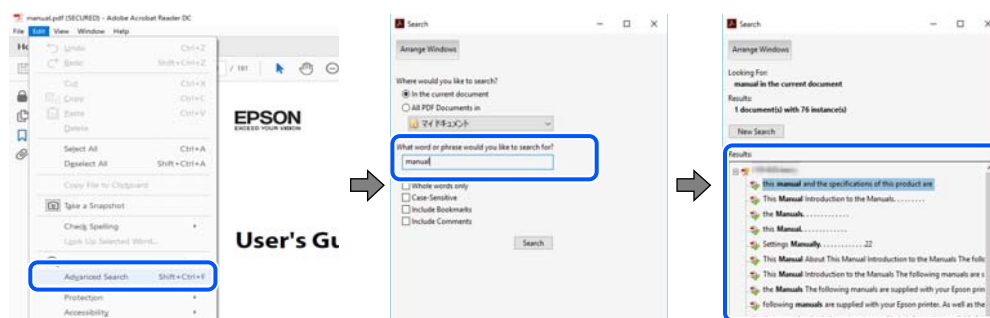 manual.pdf (SECURED) - Adobe Acrobat Reader DC
File Edit View Window Help
Undo Ctrl+Z
Redo Shift+Ctrl+Z
Cut Ctrl+X
Copy Ctrl+C
Paste Ctrl+V
Delete
Select All Ctrl+A
Deselect All Shift+Ctrl+A
Copy File to Clipboard
Take a Snapshot
Check Spelling
Look Up Selected Word...
Advanced Search Shift+Ctrl+F
Protection
Accessibility
/ 181
EPSON
EXCEED YOUR VISION
User's Gu
Search
Arrange Windows
Where would you like to search?
In the current document
All PDF Documents in
マイ ドキュメント
What word or phrase would you like to search for?
manual
Whole words only
Case-Sensitive
Include Bookmarks
Include Comments
Search
Search
Arrange Windows
Looking For:
manual in the current document
Results:
1 document(s) with 76 instance(s)
New Search
Results:
this manual and the specifications of this product are
This Manual Introduction to the Manuals. . . . . . . .
the Manuals. . . . . . . . . . . .
this Manual. . . . . . . . . . . .
Settings Manually. . . . . . . . . . . .22
This Manual About This Manual Introduction to the Manuals The follo
This Manual Introduction to the Manuals The following manuals are s
the Manuals The following manuals are supplied with your Epson prin
following manuals are supplied with your Epson printer. As well as the